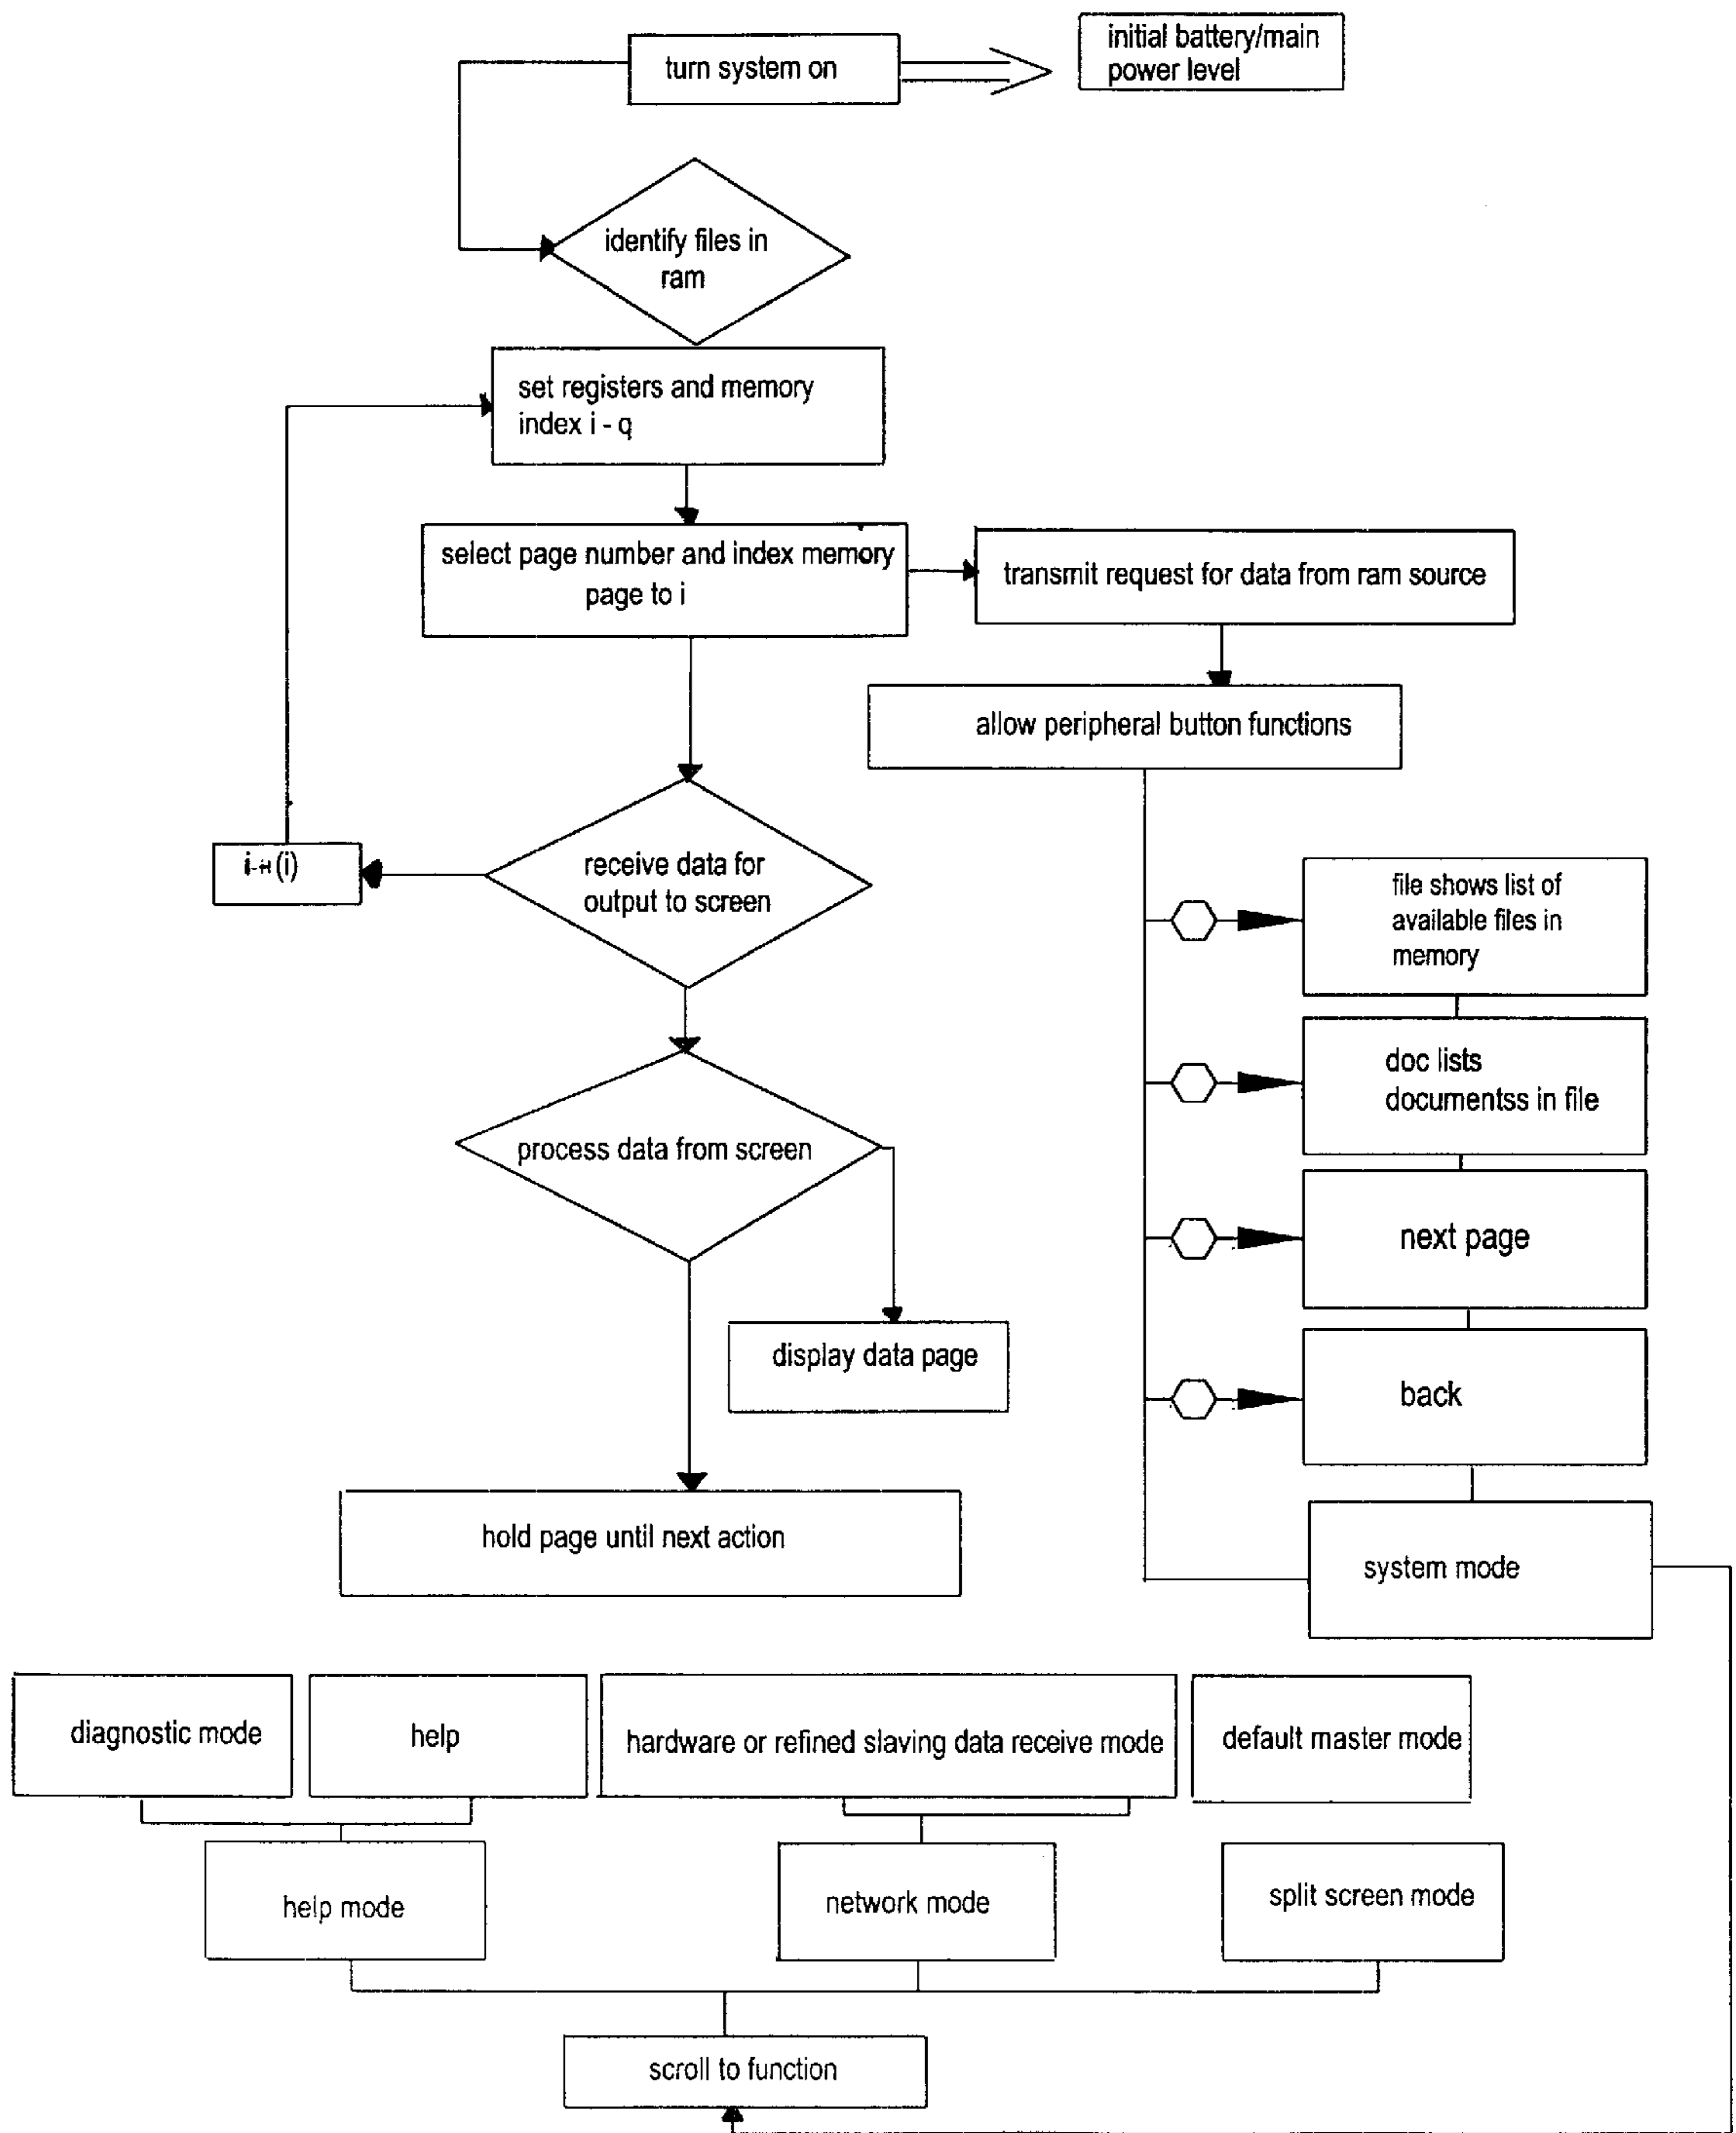 turn system on
initial battery/main
power level
identify files in
ram
set registers and memory
index i - q
select page number and index memory
page to i
transmit request for data from ram source
allow peripheral button functions
receive data for
output to screen
file shows list of
available files in
memory
doc lists
documentss in file
process data from screen
next page
display data page
back
hold page until next action
system mode
diagnostic mode
help
hardware or refined slaving data receive mode
default master mode
help mode
network mode
split screen mode
scroll to function